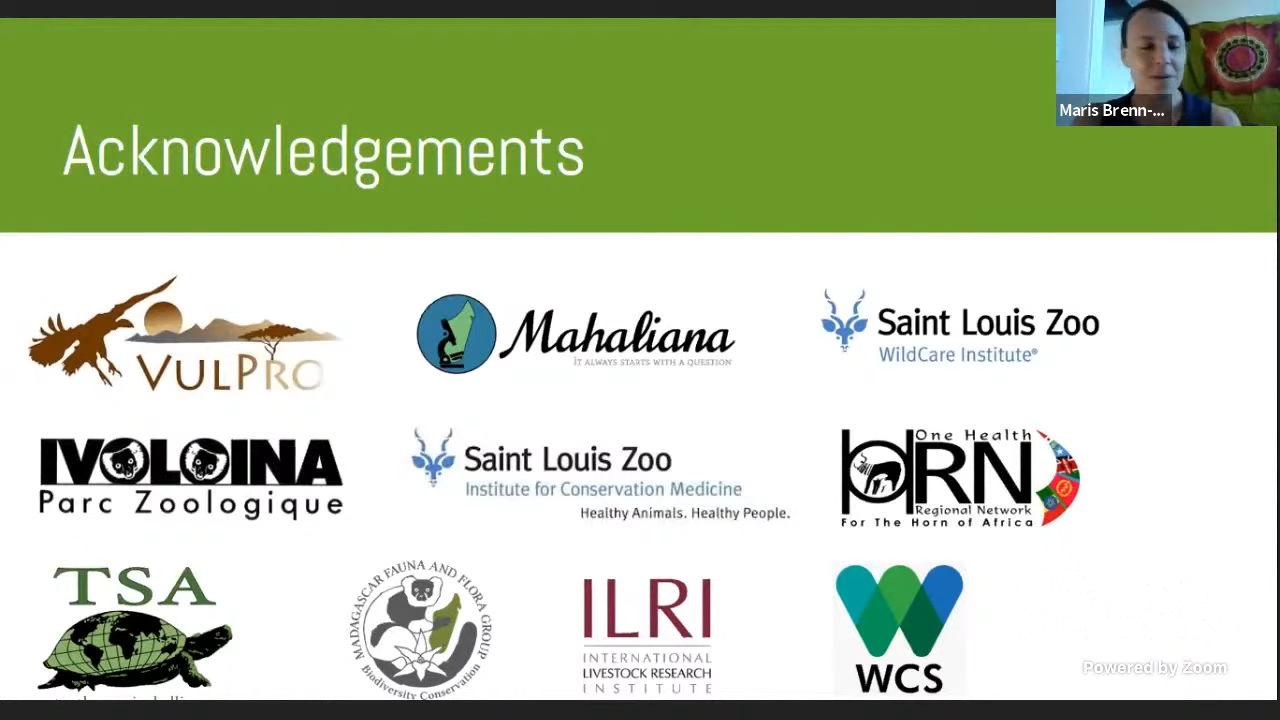 Maris Brenn-...
Acknowledgements
VULPRO
Mahaliana
IT ALWAYS STARTS WITH A QUESTION
Saint Louis Zoo
WildCare Institute®
IVOLOINA
Parc Zoologique
Saint Louis Zoo
Institute for Conservation Medicine
Healthy Animals. Healthy People.
One Health
HRN
Regional Network
For The Horn of Africa
TSA
MADAGASCAR FAUNA AND FLORA GROUP
Biodiversity Conservation
ILRI
INTERNATIONAL
LIVESTOCK RESEARCH
INSTITUTE
WCS
Powered by Zoom